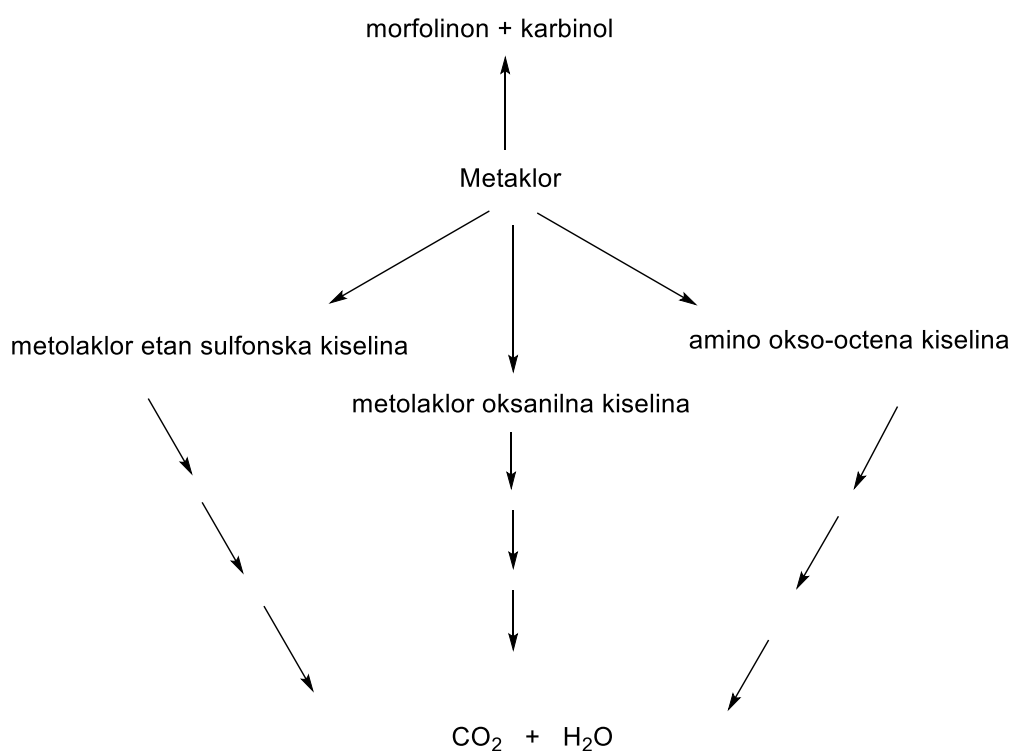 morfolinon + karbinol
Metaklor
metolaklor etan sulfonska kiselina
amino okso-octena kiselina
metolaklor oksanilna kiselina
CO₂ + H₂O